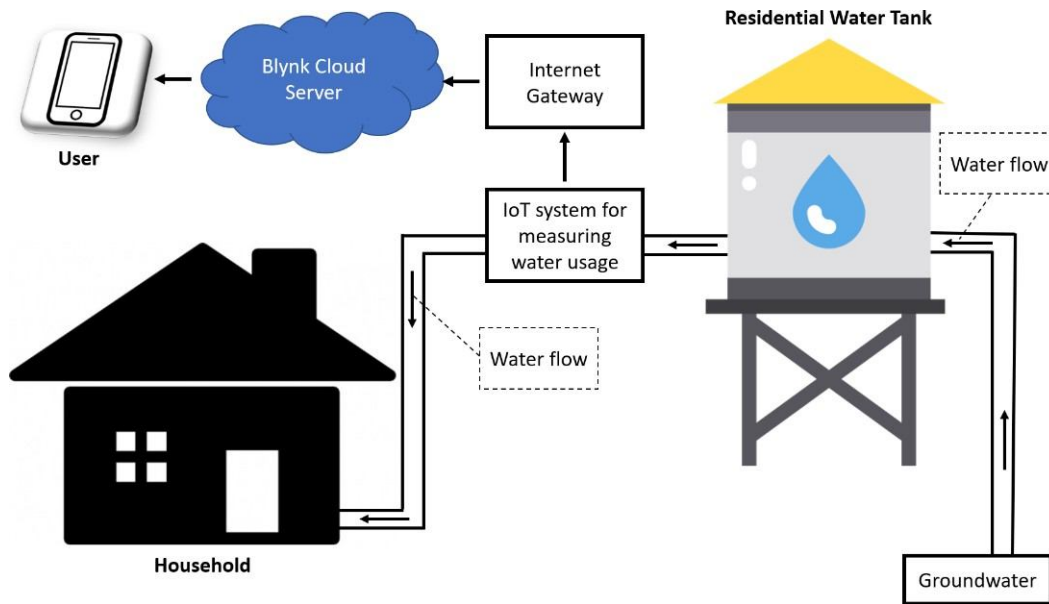 Residential Water Tank
Blynk Cloud
Server
Internet
Gateway
User
Water flow
IoT system for
measuring
water usage
Water flow
Household
Groundwater